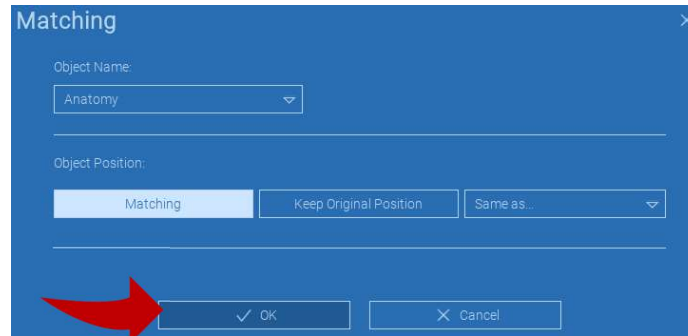 Matching
Object Name:
Anatomy
Object Position:
Matching Keep Original Position Same as...
OK Cancel